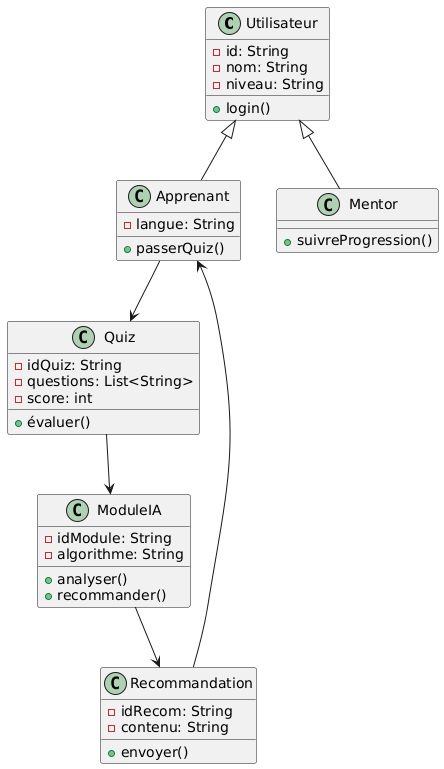 C Utilisateur
id: String
nom: String
niveau: String
login()
C Apprenant
langue: String
passerQuiz()
C Mentor
suivreProgression()
C Quiz
idQuiz: String
questions: List<String>
score: int
évaluer()
C ModuleIA
idModule: String
algorithme: String
analyser()
recommander()
C Recommandation
idRecom: String
contenu: String
envoyer()